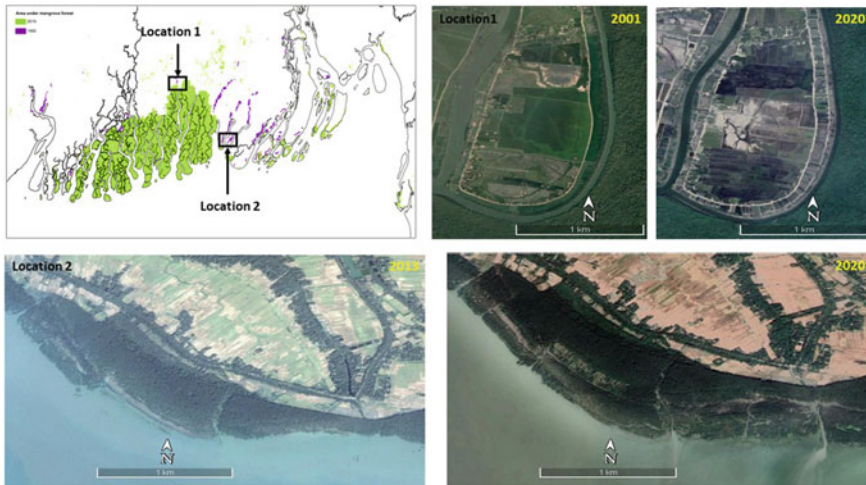 Area under mangrove forest
2019
Location 1
Location 2
Location1
2001
N
1 km
2020
N
1 km
Location 2
2013
N
1 km
2020
N
1 km